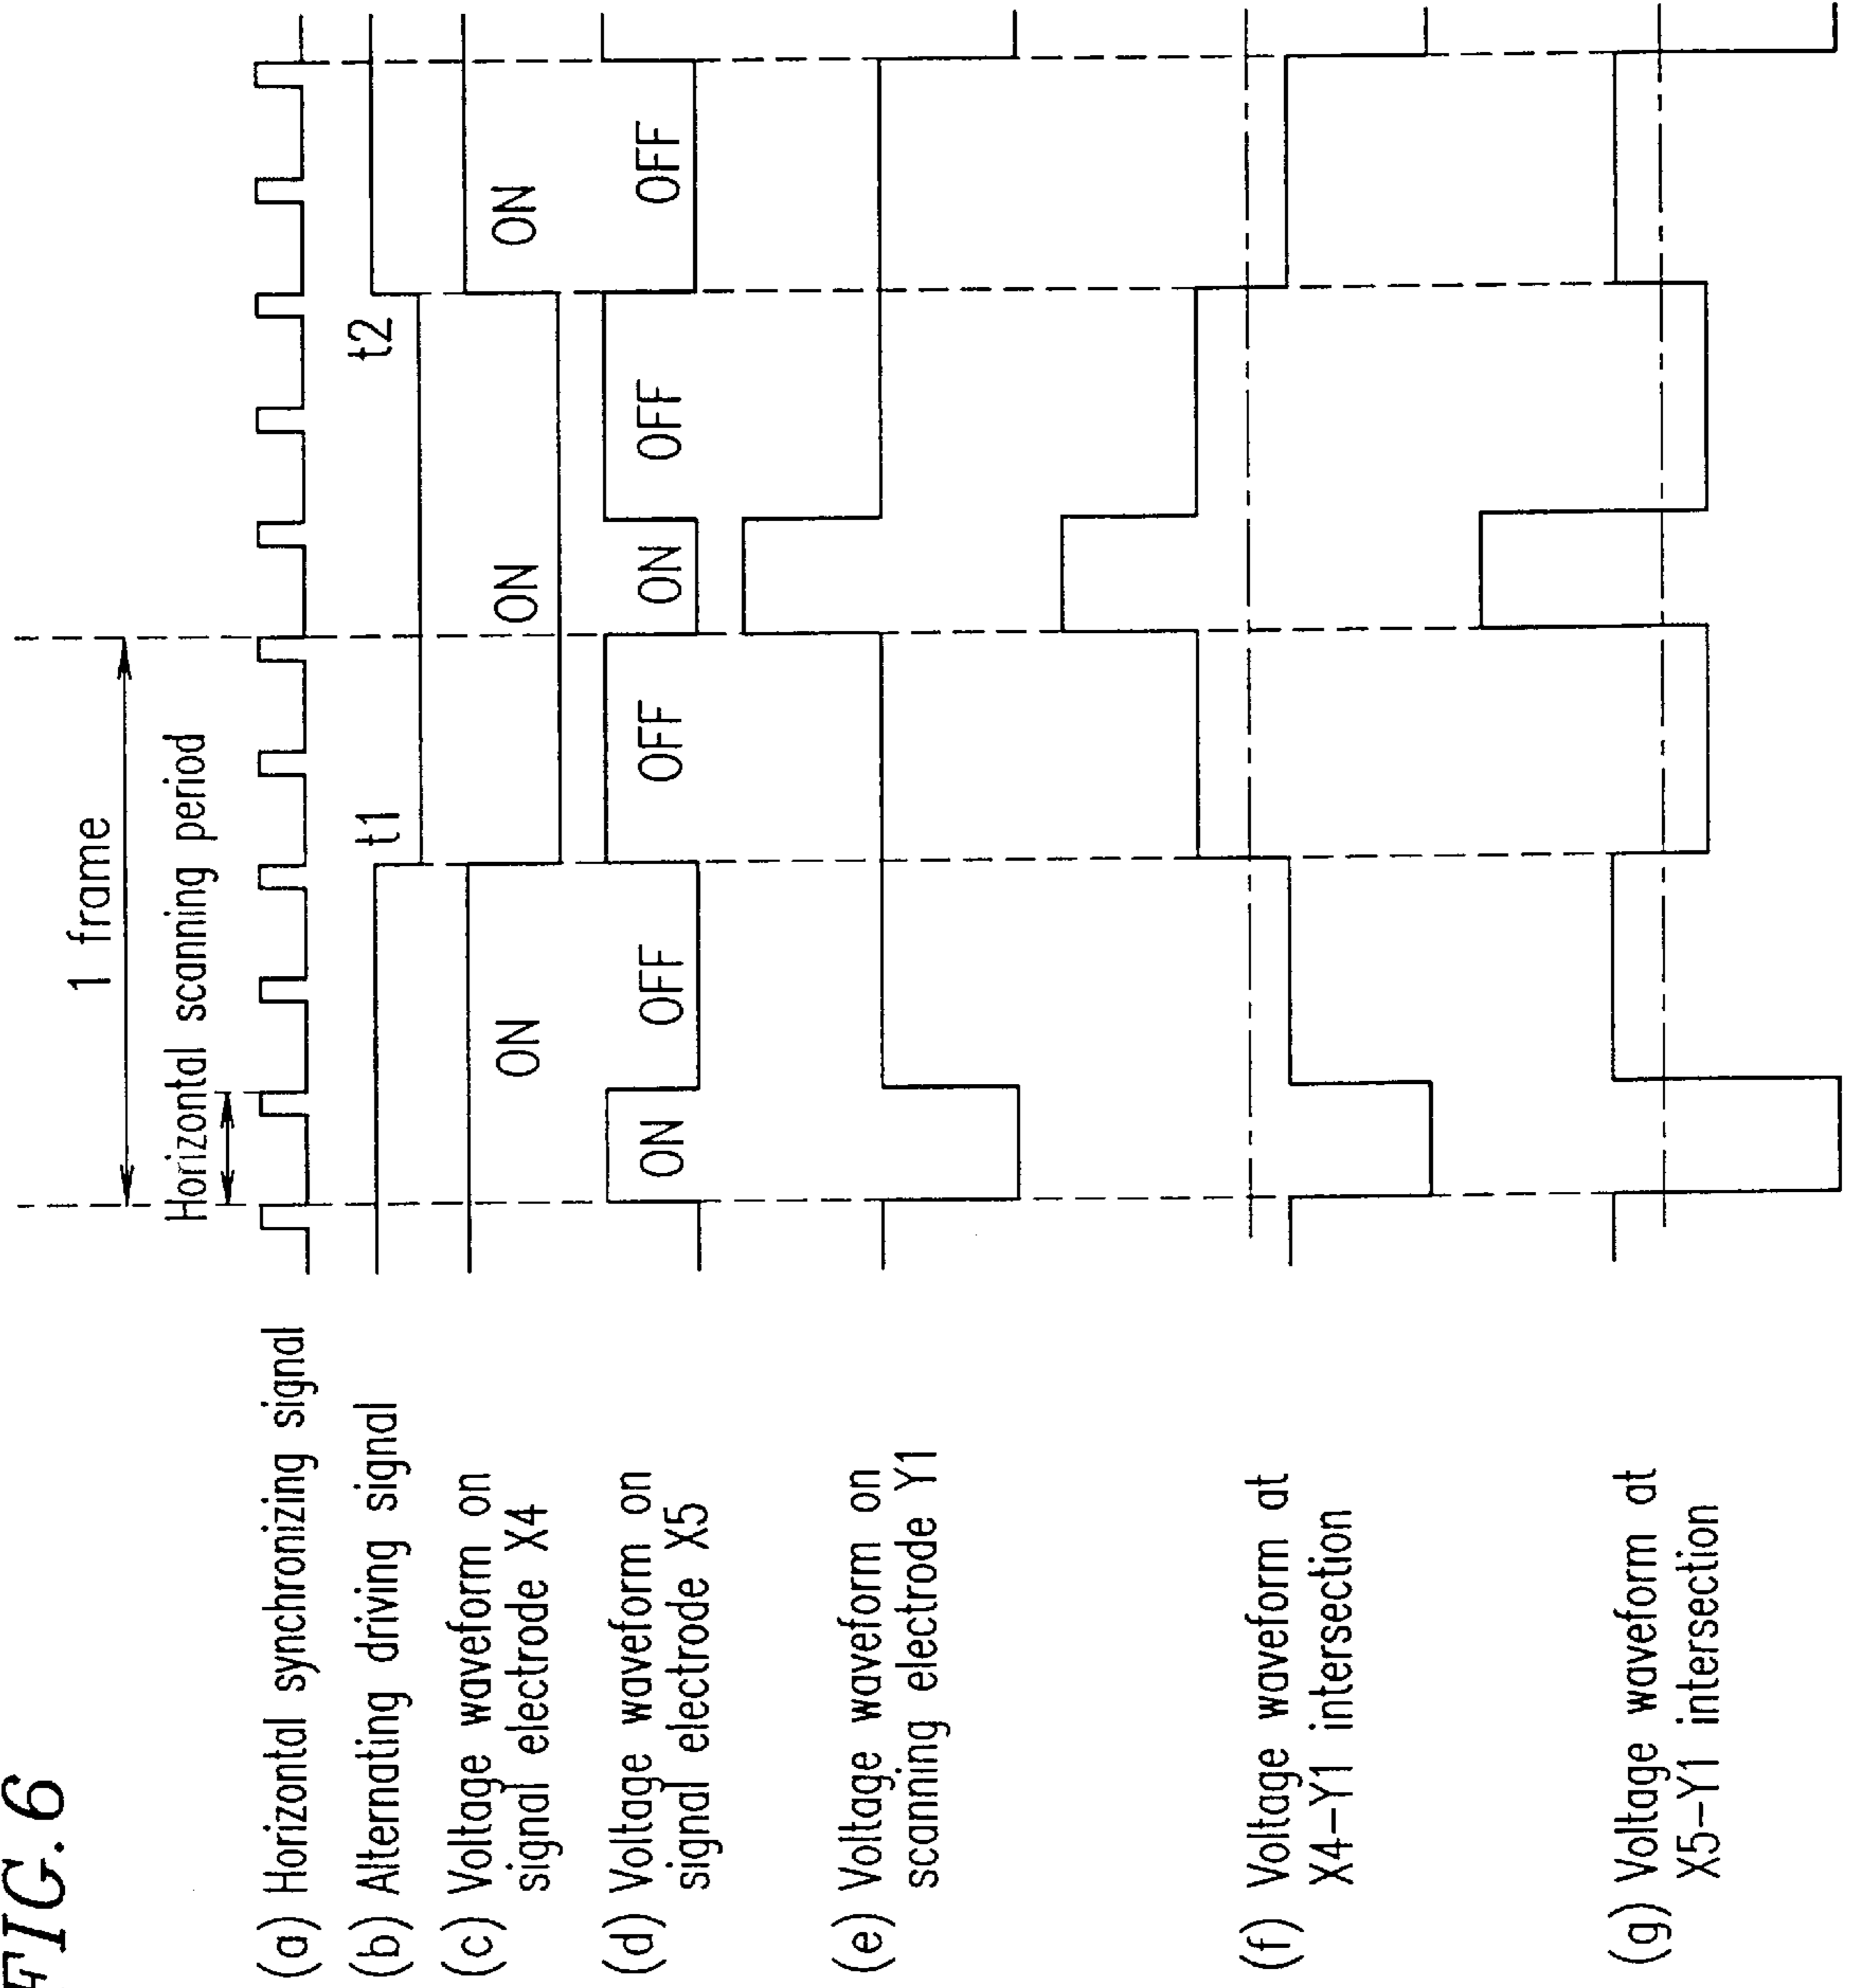 FIG. 6
1 frame
Horizontal scanning period
(a) Horizontal synchronizing signal
(b) Alternating driving signal
t1
t2
(c) Voltage waveform on
signal electrode X4
ON
ON
ON
(d) Voltage waveform on
signal electrode X5
ON
OFF
OFF
ON
OFF
OFF
(e) Voltage waveform on
scanning electrode Y1
(f) Voltage waveform at
X4-Y1 intersection
(g) Voltage waveform at
X5-Y1 intersection